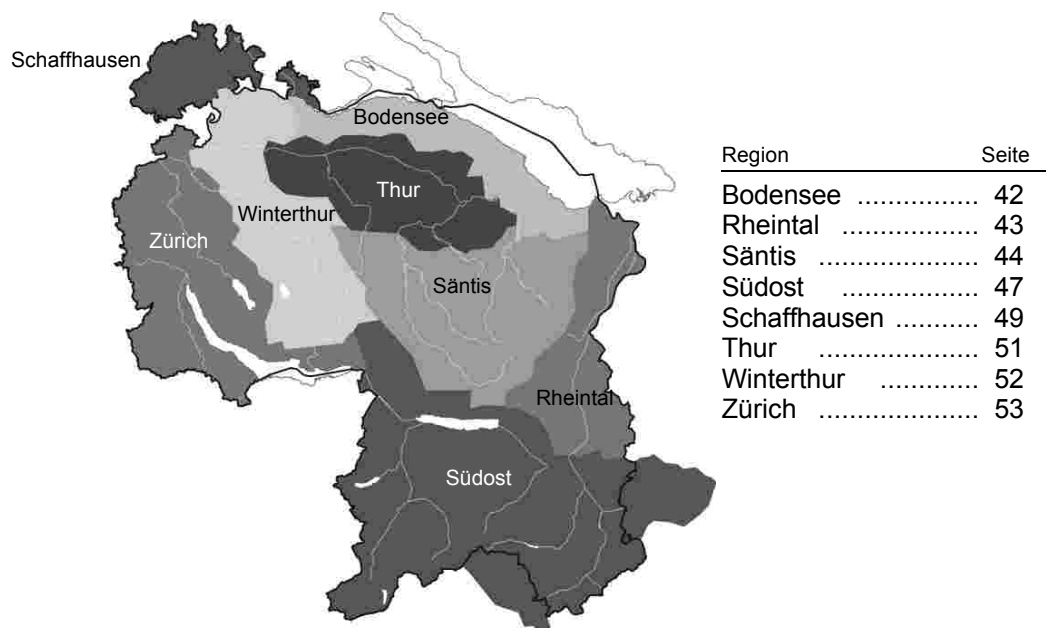 Schaffhausen
Bodensee
Thur
Winterthur
Zürich
Säntis
Rheintal
Südost
Region Seite
Bodensee ................. 42
Rheintal ..................... 43
Säntis ...................... 44
Südost ................... 47
Schaffhausen ........... 49
Thur ...................... 51
Winterthur ............. 52
Zürich ...................... 53